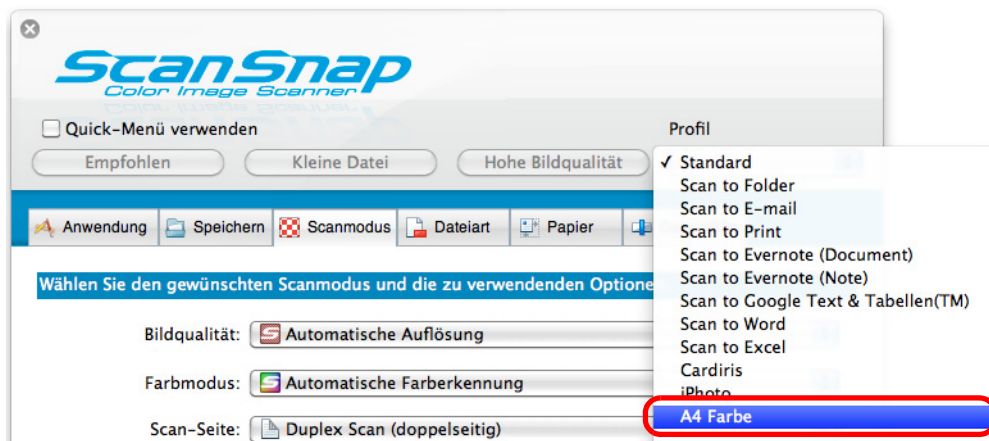 ScanSnap
Color Image Scanner
Quick-Menü verwenden
Profil
Empfohlen
Kleine Datei
Hohe Bildqualität
✓ Standard
Scan to Folder
Scan to E-mail
Scan to Print
Scan to Evernote (Document)
Scan to Evernote (Note)
Scan to Google Text & Tabellen(TM)
Scan to Word
Scan to Excel
Cardiris
iPhoto
A4 Farbe
Anwendung
Speichern
Scanmodus
Dateiart
Papier
Wählen Sie den gewünschten Scanmodus und die zu verwendenden Optione
Bildqualität: Automatische Auflösung
Farbmodus: Automatische Farberkennung
Scan-Seite: Duplex Scan (doppelseitig)